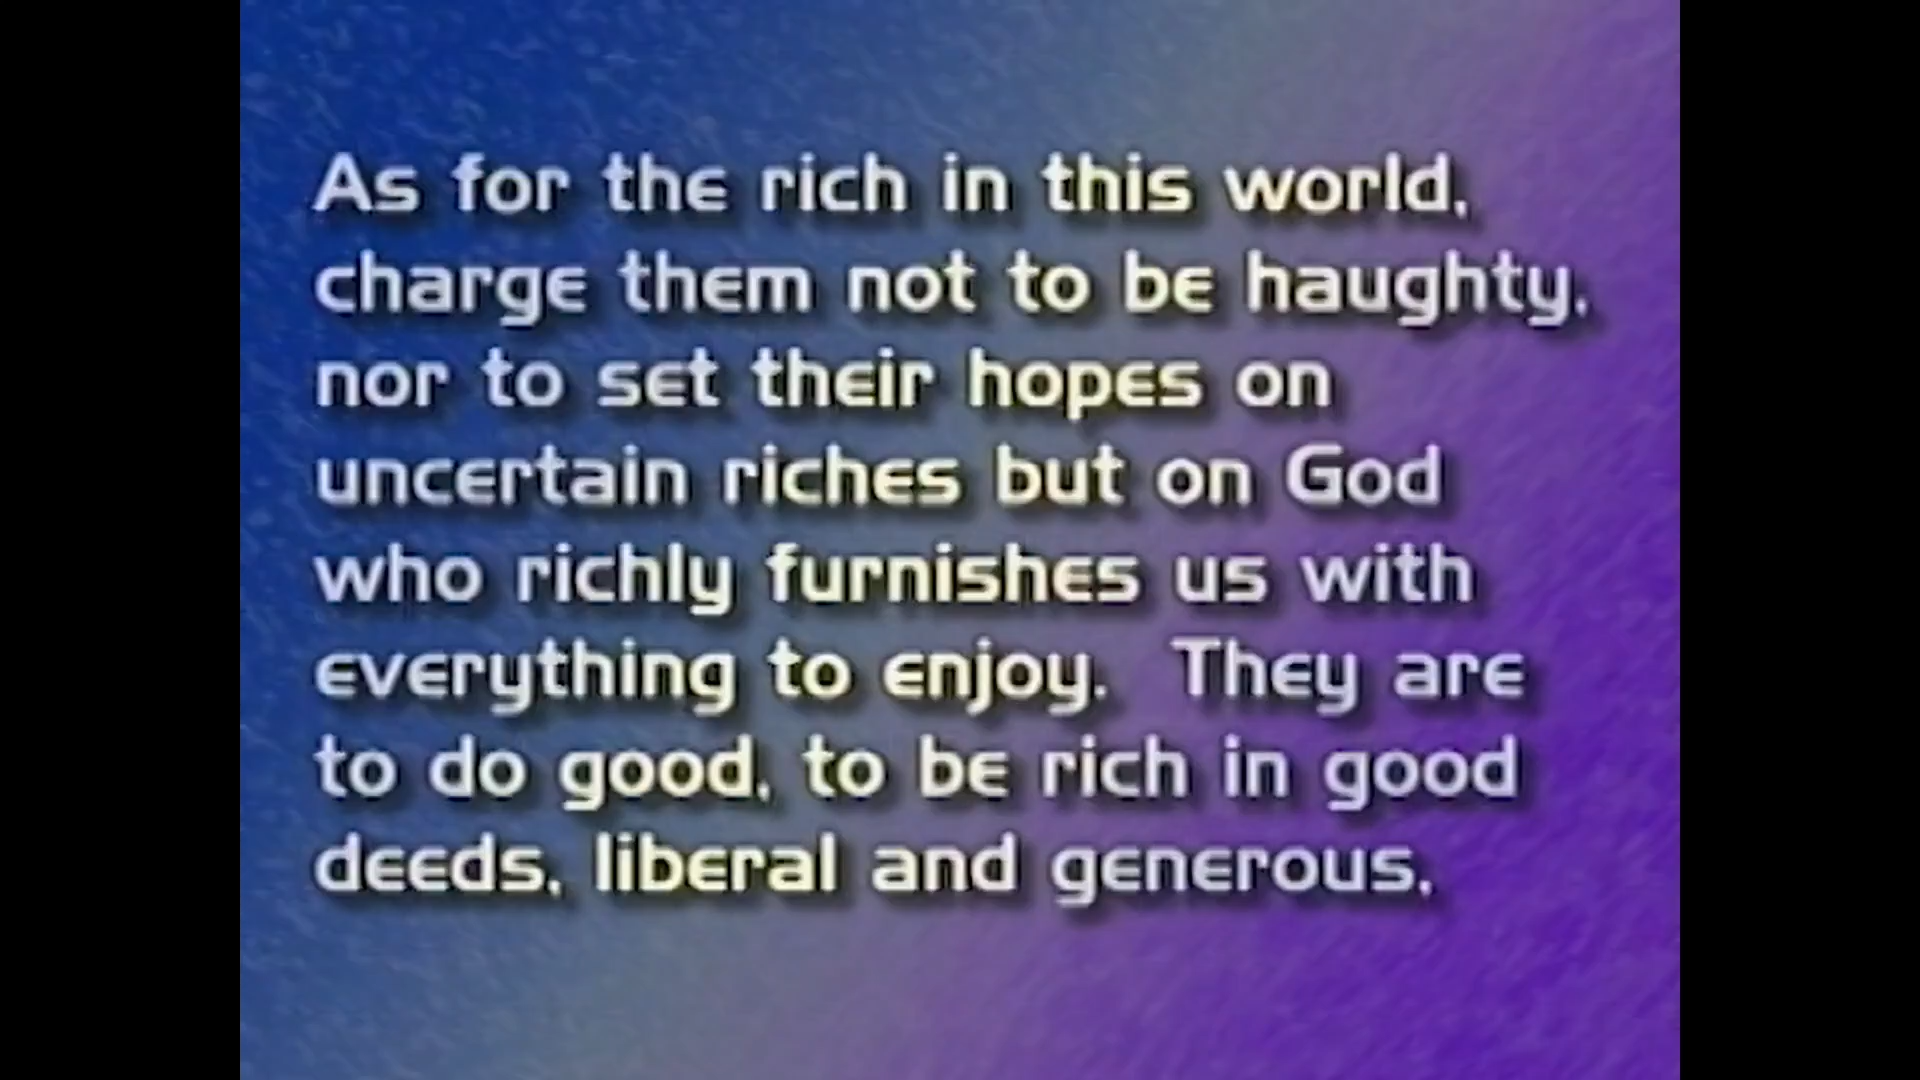 As for the rich in this world,
charge them not to be haughty,
nor to set their hopes on
uncertain riches but on God
who richly furnishes us with
everything to enjoy.  They are
to do good, to be rich in good
deeds, liberal and generous,